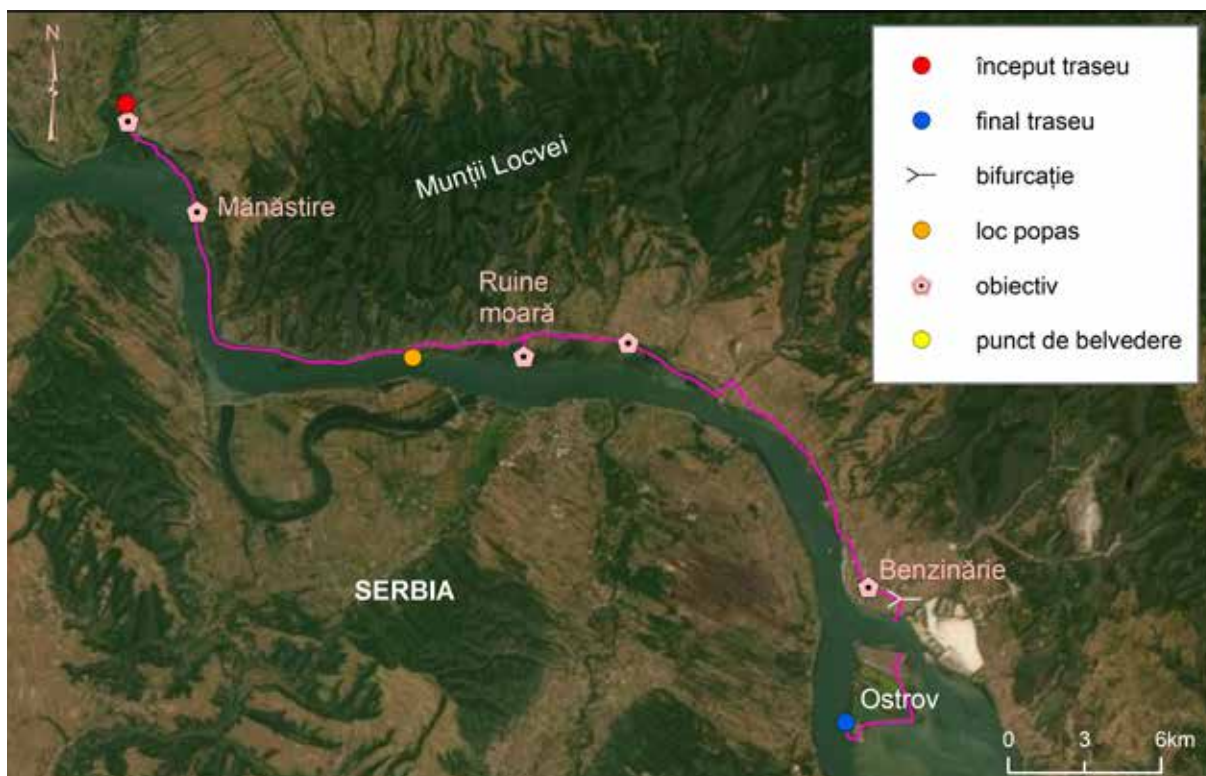 N
Mănăstire
Munții Locvei
Ruine
moară
SERBIA
Benzinărie
Ostrov
0 3 6km
început traseu
final traseu
bifurcație
loc popas
obiectiv
punct de belvedere